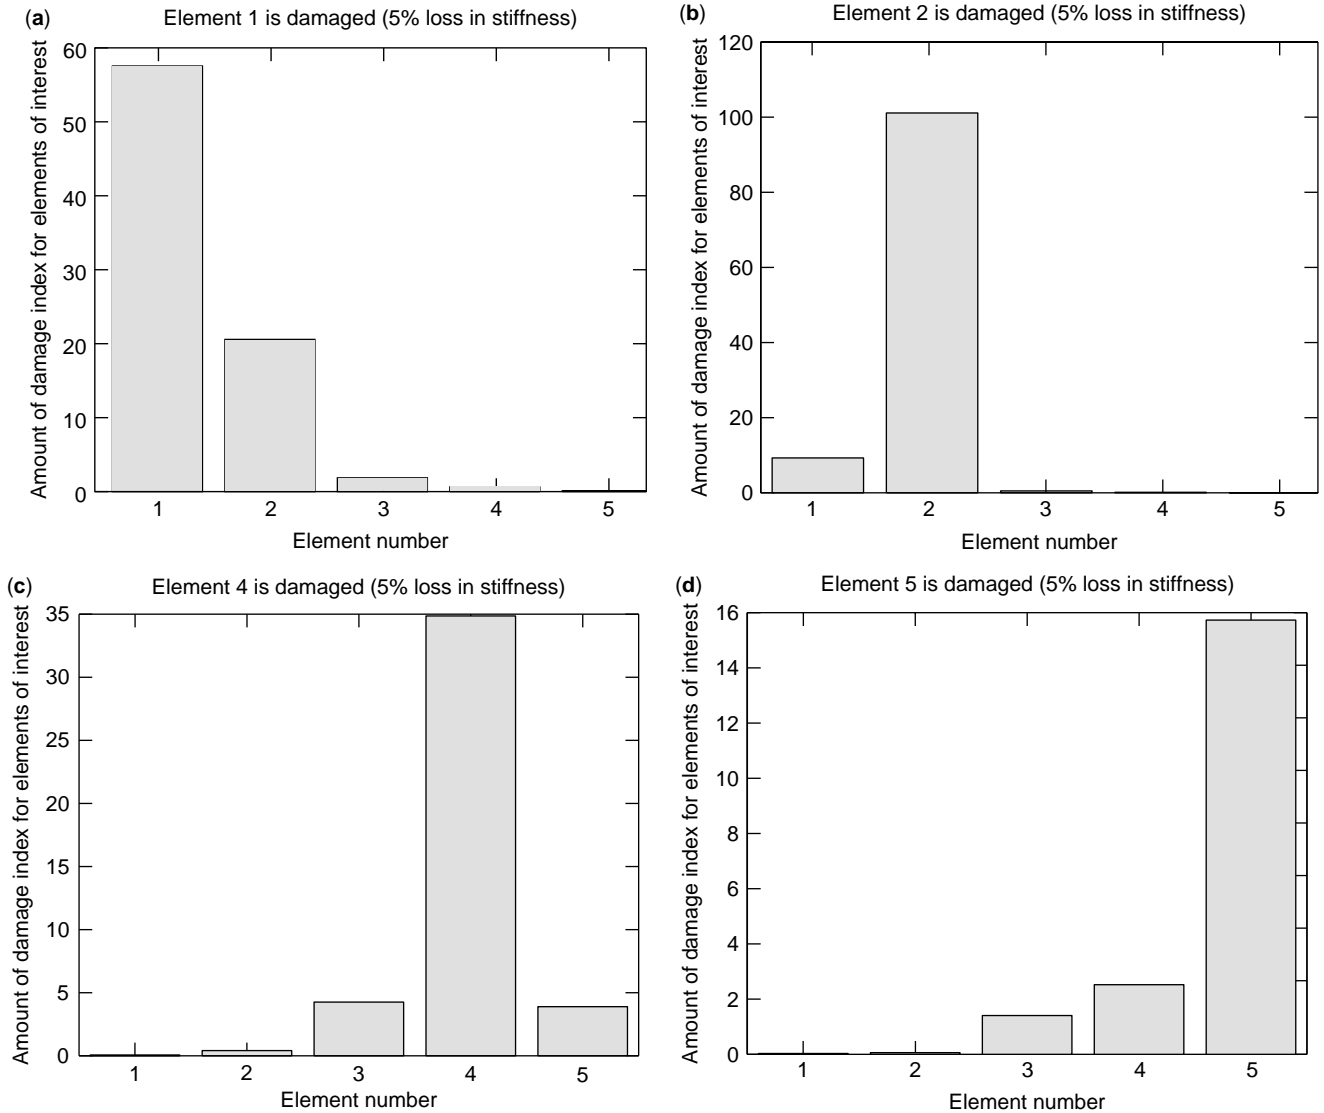 (a) Element 1 is damaged (5% loss in stiffness)
Amount of damage index for elements of interest
60
50
40
30
20
10
0
1 2 3 4 5
Element number
(b) Element 2 is damaged (5% loss in stiffness)
Amount of damage index for elements of interest
120
100
80
60
40
20
0
1 2 3 4 5
Element number
(c) Element 4 is damaged (5% loss in stiffness)
Amount of damage index for elements of interest
35
30
25
20
15
10
5
0
1 2 3 4 5
Element number
(d) Element 5 is damaged (5% loss in stiffness)
Amount of damage index for elements of interest
16
14
12
10
8
6
4
2
0
1 2 3 4 5
Element number